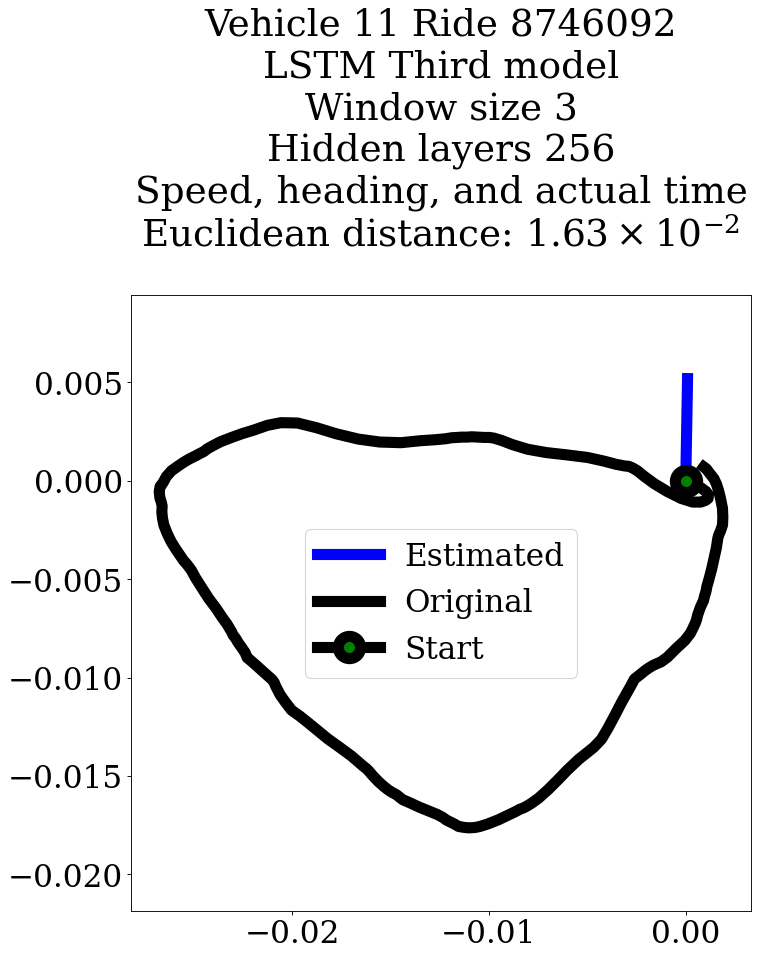 Vehicle 11 Ride 8746092
LSTM Third model
Window size 3
Hidden layers 256
Speed, heading, and actual time
Euclidean distance: 1.63 × 10⁻²
0.005
0.000
−0.005
−0.010
−0.015
−0.020
Estimated
Original
Start
−0.02
−0.01
0.00